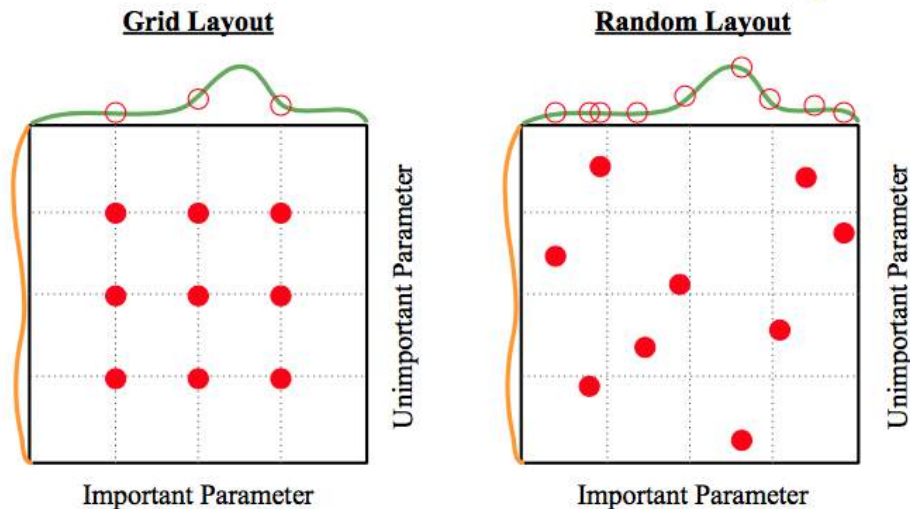 Grid Layout
Unimportant Parameter
Important Parameter
Random Layout
Unimportant Parameter
Important Parameter